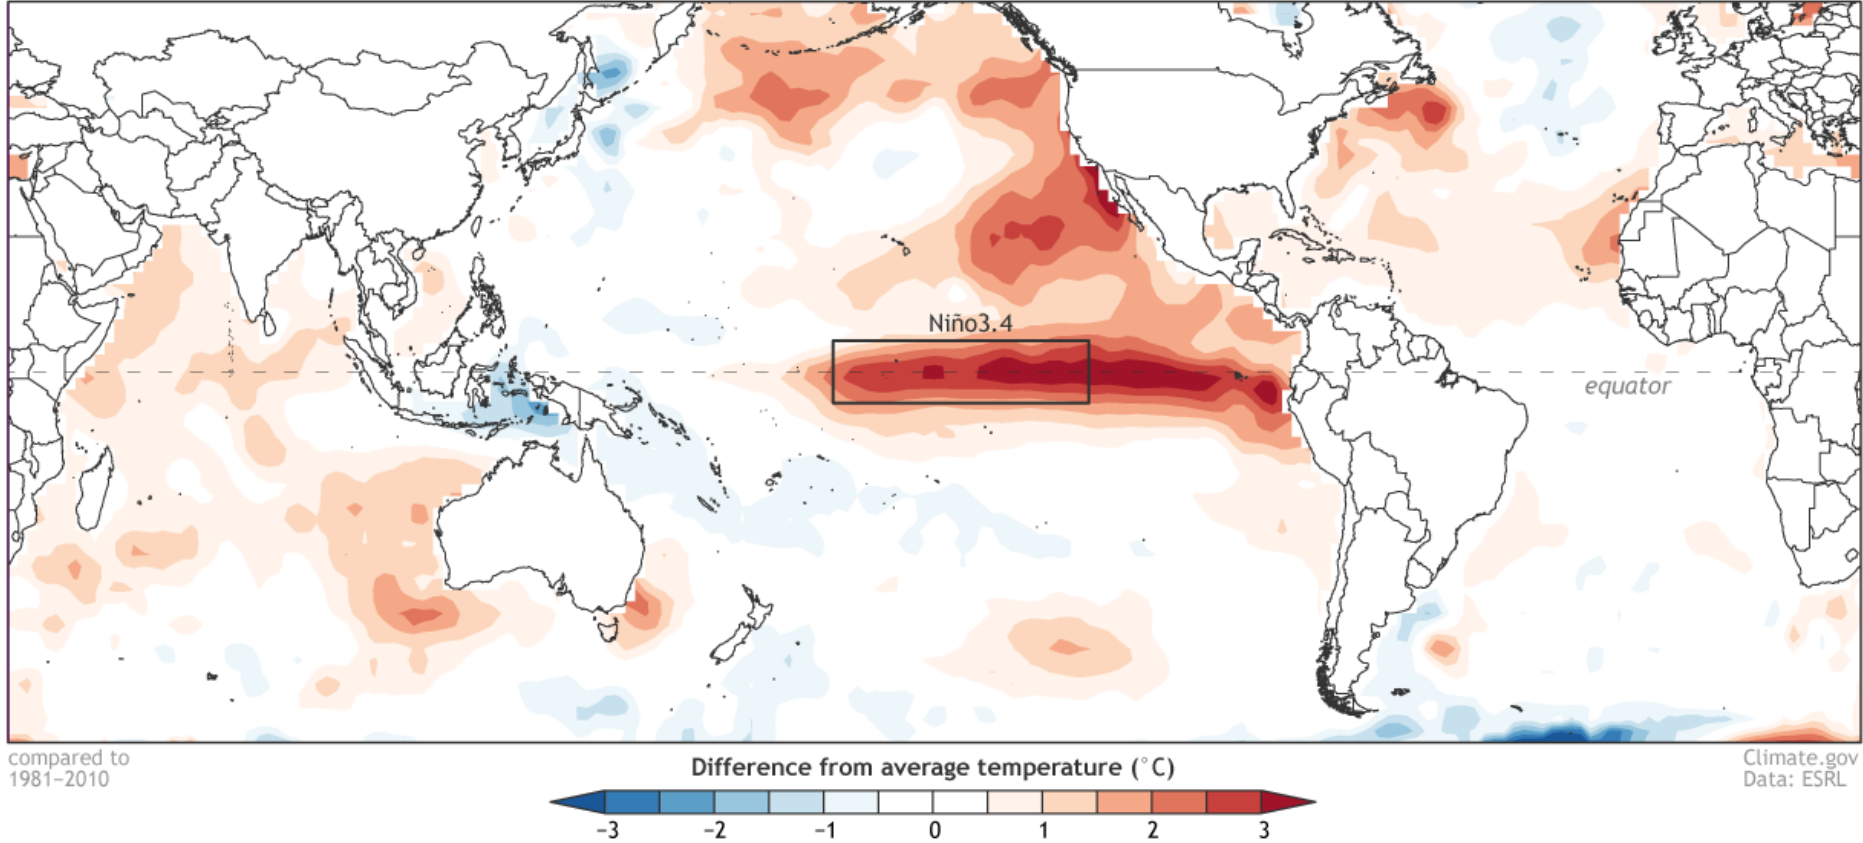 Niño3.4
equator
compared to
1981–2010
Difference from average temperature (°C)
Climate.gov
Data: ESRL
−3 −2 −1 0 1 2 3